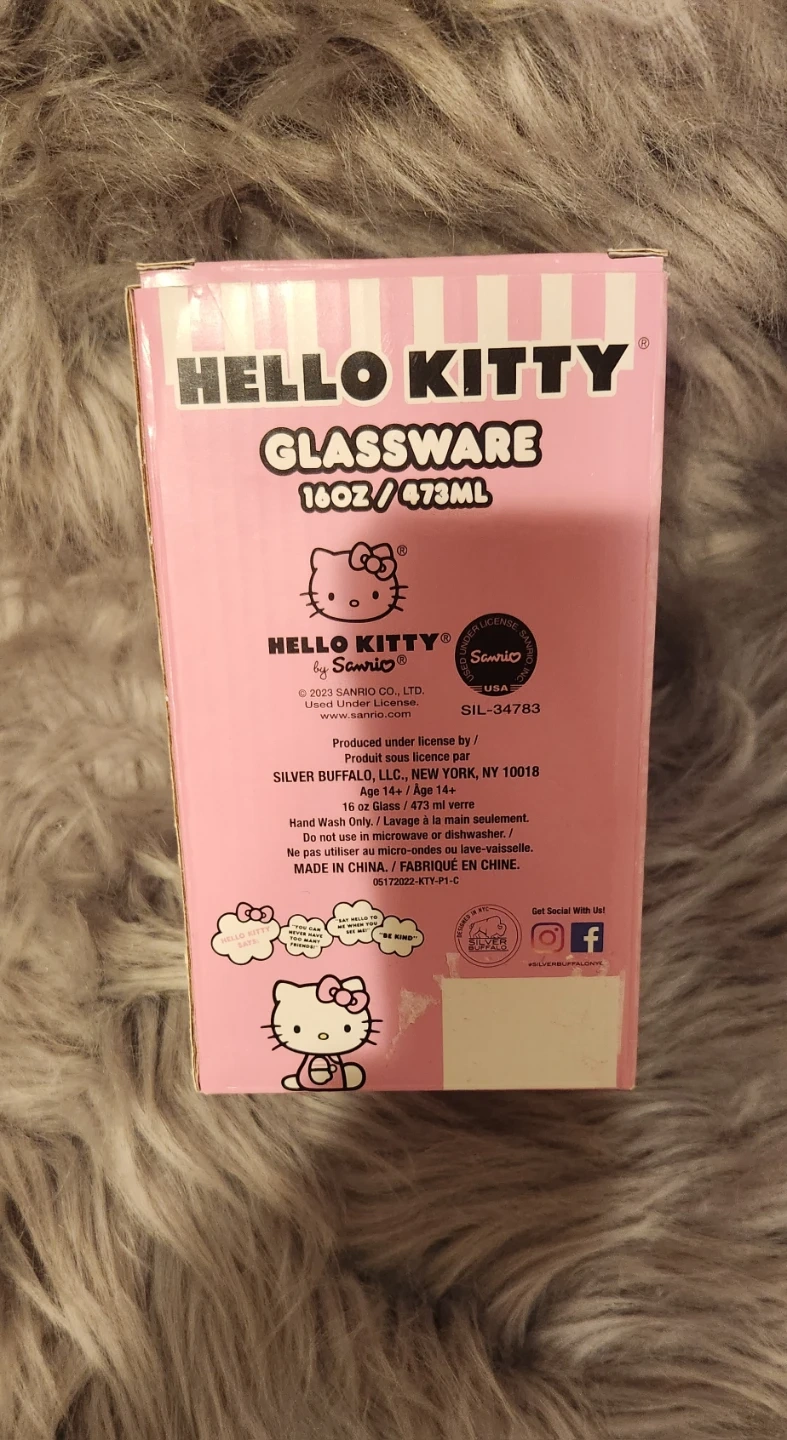 HELLO KITTY®
GLASSWARE
16OZ / 473ML
®
HELLO KITTY®
by Sanrio®
© 2023 SANRIO CO., LTD.
Used Under License.
www.sanrio.com
USED UNDER LICENSE. SANRIO, INC.
Sanrio
USA
SIL-34783
Produced under license by /
Produit sous licence par
SILVER BUFFALO, LLC., NEW YORK, NY 10018
Age 14+ / Âge 14+
16 oz Glass / 473 ml verre
Hand Wash Only. / Lavage à la main seulement.
Do not use in microwave or dishwasher. /
Ne pas utiliser au micro-ondes ou lave-vaisselle.
MADE IN CHINA. / FABRIQUÉ EN CHINE.
05172022-KTY-P1-C
HELLO KITTY
SAYS:
"YOU CAN
NEVER HAVE
TOO MANY
FRIENDS!"
"SAY HELLO TO
ME WHEN YOU
SEE ME!"
"BE KIND"
DESIGNED IN NYC
SILVER
BUFFALO
Get Social With Us!
#SILVERBUFFALONYC